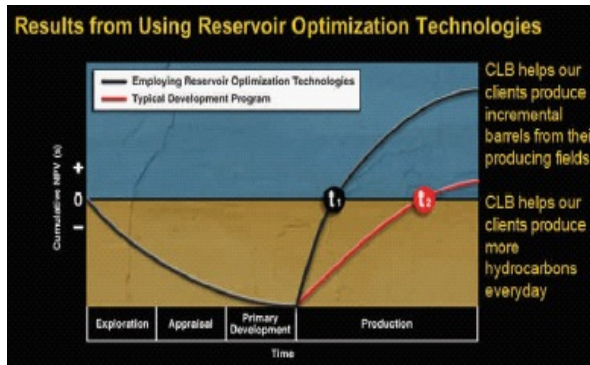 Results from Using Reservoir Optimization Technologies
Employing Reservoir Optimization Technologies
Typical Development Program
CLB helps our
clients produce
incremental
barrels from thei
producing fields
CLB helps our
clients produce
more
hydrocarbons
everyday
Cumulative NPV ($)
+
0
−
t1
t2
Exploration
Appraisal
Primary
Development
Production
Time